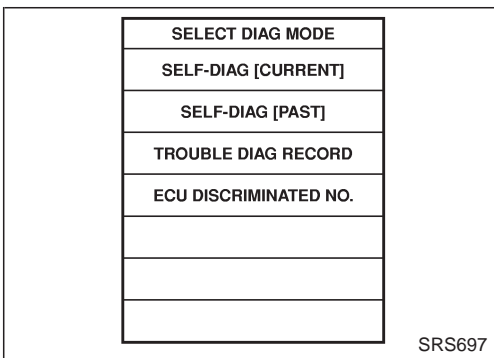 SELECT DIAG MODE
SELF-DIAG [CURRENT]
SELF-DIAG [PAST]
TROUBLE DIAG RECORD
ECU DISCRIMINATED NO.
SRS697